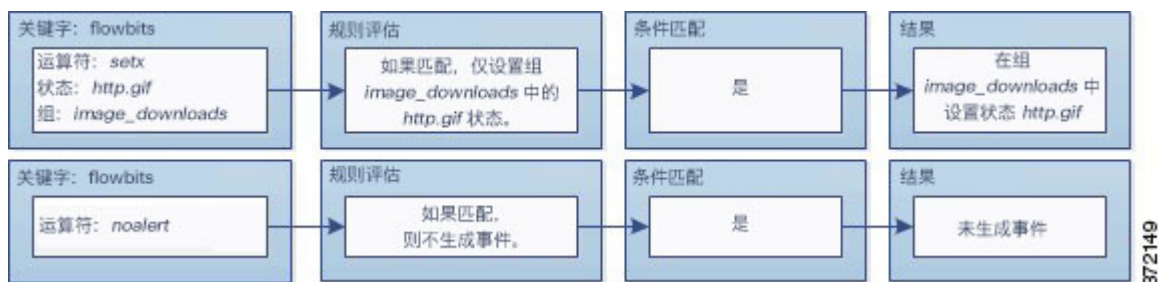 关键字：flowbits
运算符：setx
状态：http.gif
组：image_downloads
规则评估
如果匹配，仅设置组
image_downloads 中的
http.gif 状态。
条件匹配
是
结果
在组
image_downloads 中
设置状态 http.gif
关键字：flowbits
运算符：noalert
规则评估
如果匹配，
则不生成事件。
条件匹配
是
结果
未生成事件
372149